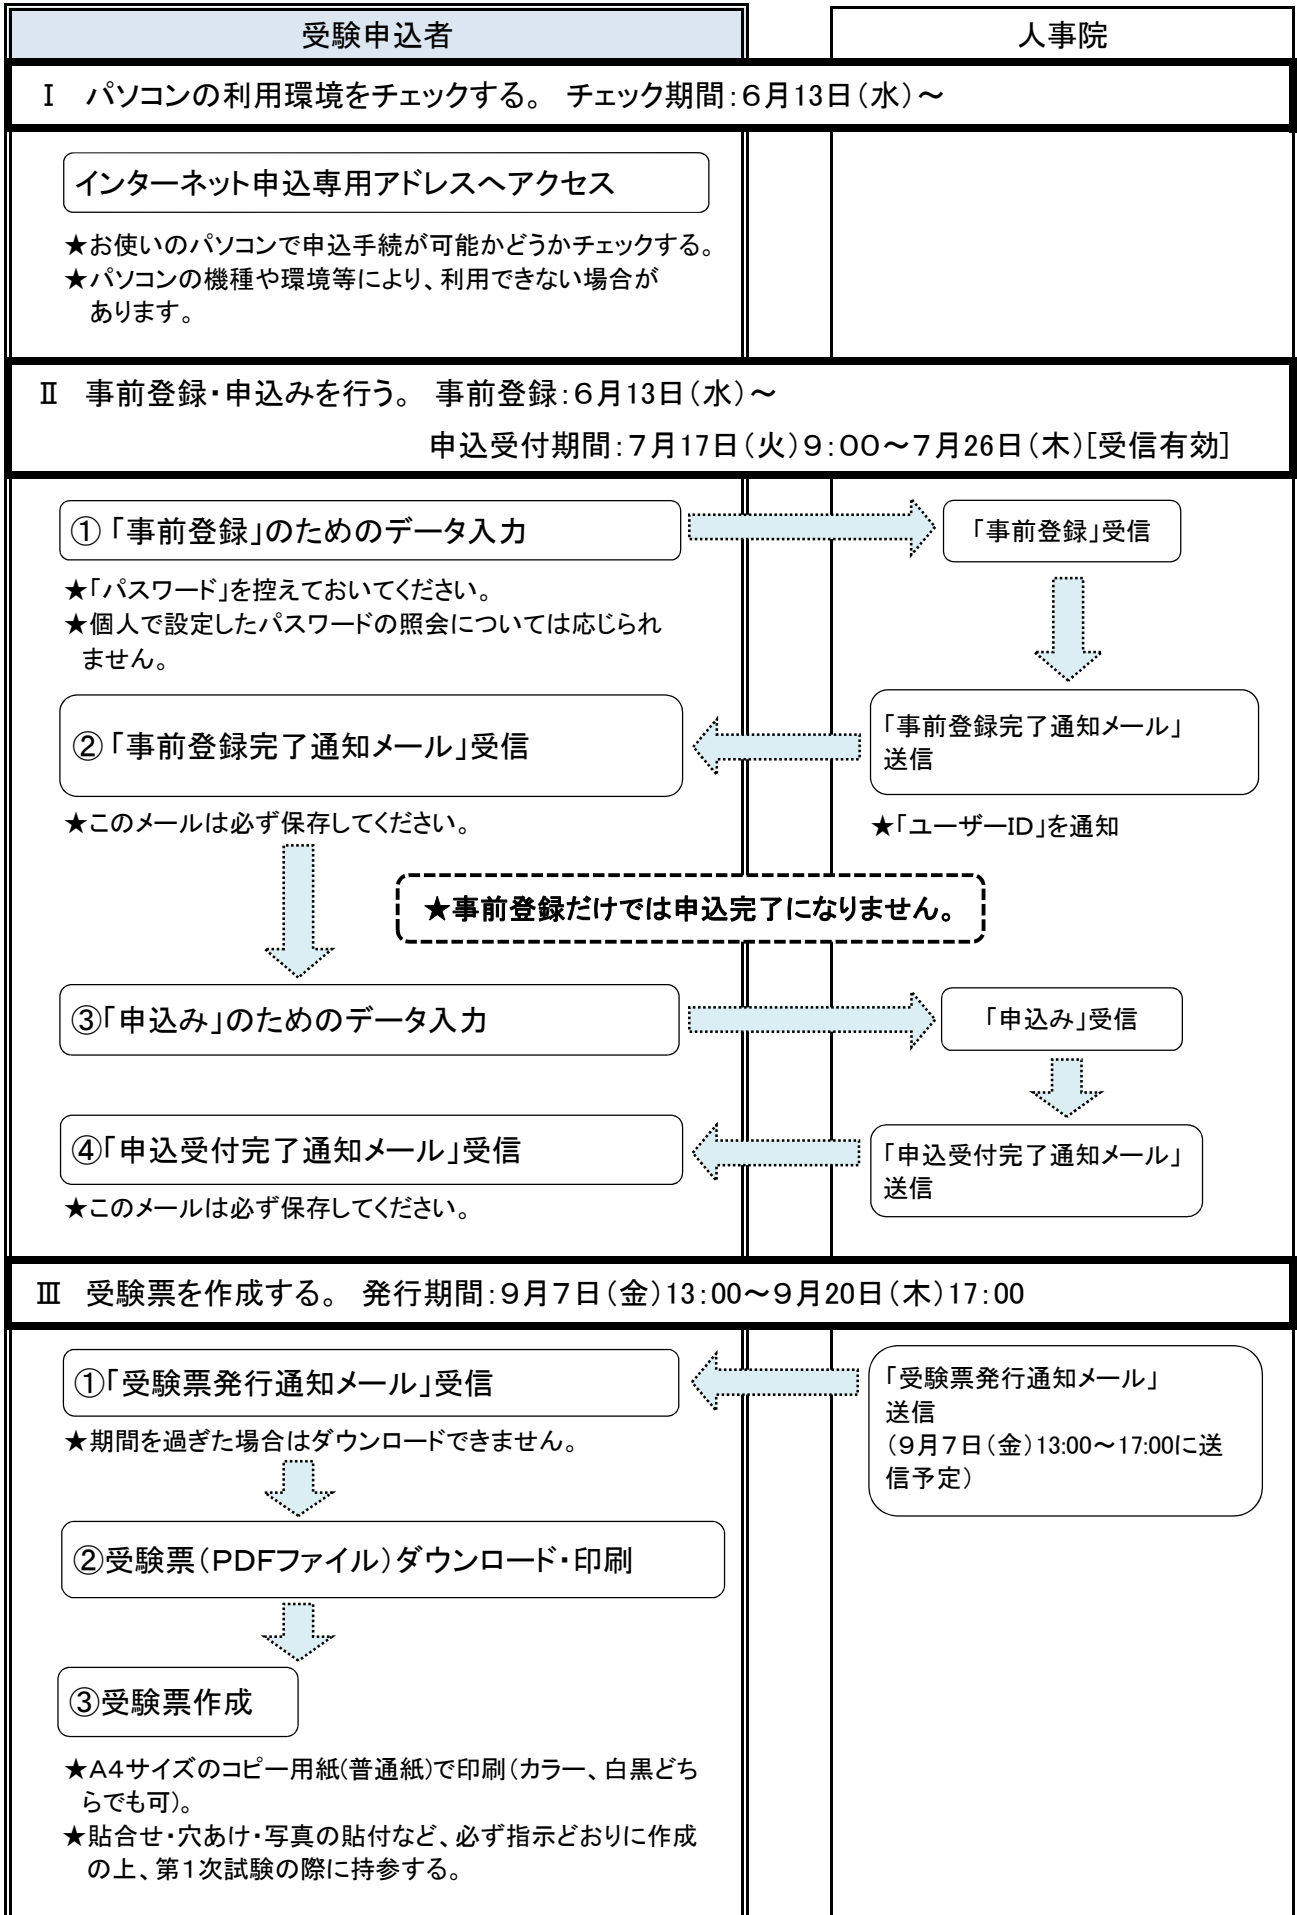 受験申込者
人事院
Ⅰ　パソコンの利用環境をチェックする。　チェック期間：６月13日（水）～
インターネット申込専用アドレスへアクセス
★お使いのパソコンで申込手続が可能かどうかチェックする。
★パソコンの機種や環境等により、利用できない場合が
あります。
Ⅱ　事前登録・申込みを行う。　事前登録：６月13日（水）～
申込受付期間：７月17日（火）９：００～７月26日（木）[受信有効]
①「事前登録」のためのデータ入力
「事前登録」受信
★「パスワード」を控えておいてください。
★個人で設定したパスワードの照会については応じられ
ません。
②「事前登録完了通知メール」受信
「事前登録完了通知メール」
送信
★このメールは必ず保存してください。
★「ユーザーID」を通知
★事前登録だけでは申込完了になりません。
③「申込み」のためのデータ入力
「申込み」受信
④「申込受付完了通知メール」受信
「申込受付完了通知メール」
送信
★このメールは必ず保存してください。
Ⅲ　受験票を作成する。　発行期間：９月７日（金）13：00～９月20日（木）17：00
①「受験票発行通知メール」受信
「受験票発行通知メール」
送信
（９月７日（金）13:00～17:00に送
信予定）
★期間を過ぎた場合はダウンロードできません。
②受験票（ＰＤＦファイル）ダウンロード・印刷
③受験票作成
★Ａ４サイズのコピー用紙(普通紙)で印刷（カラー、白黒どち
らでも可）。
★貼合せ・穴あけ・写真の貼付など、必ず指示どおりに作成
の上、第１次試験の際に持参する。